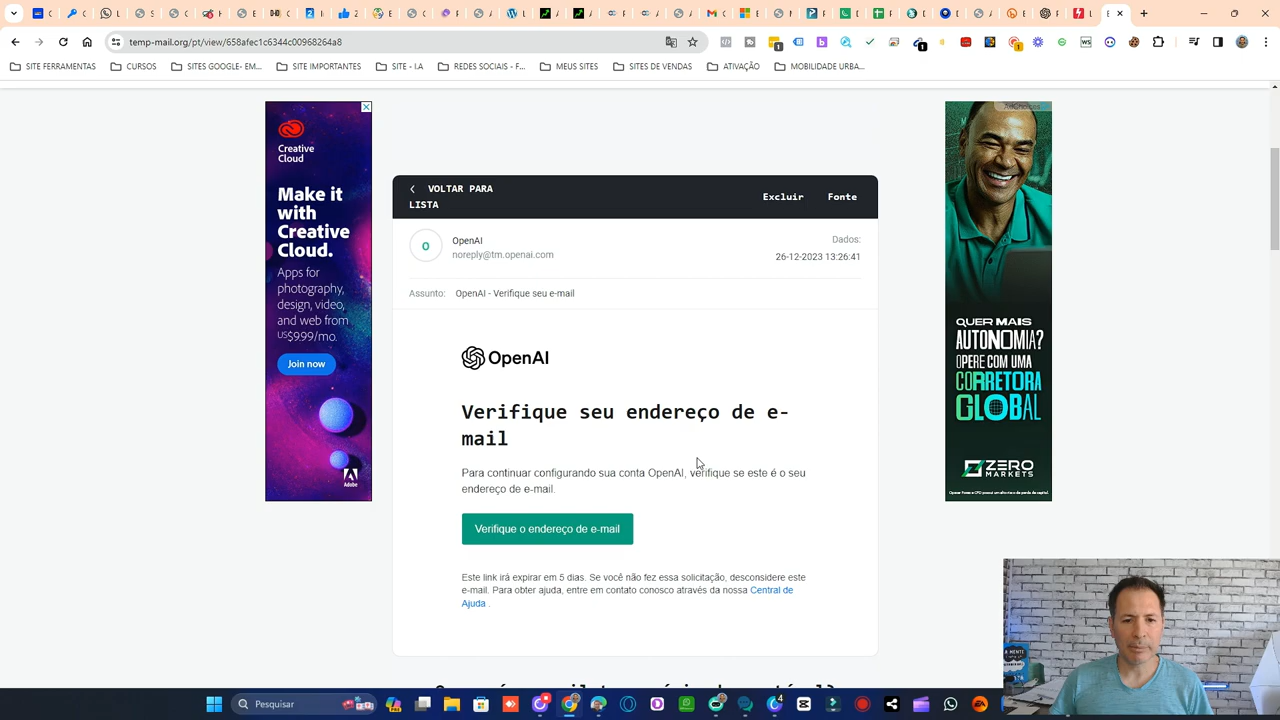 temp-mail.org/pt/view/658afec1c6344c00968264a8
SITE FERRAMENTAS
CURSOS
SITES GOOGLE- EM...
SITE IMPORTANTES
SITE - I.A
REDES SOCIAIS - F...
MEUS SITES
SITES DE VENDAS
ATIVAÇÃO
MOBILIDADE URBA...
Creative
Cloud
Make it
with
Creative
Cloud.
Apps for
photography,
design, video,
and web from
US$9.99/mo.
Join now
Adobe
VOLTAR PARA
LISTA
Excluir
Fonte
O
OpenAI
noreply@tm.openai.com
Dados:
26-12-2023 13:26:41
Assunto: OpenAI - Verifique seu e-mail
OpenAI
Verifique seu endereço de e-
mail
Para continuar configurando sua conta OpenAI, verifique se este é o seu
endereço de e-mail.
Verifique o endereço de e-mail
Este link irá expirar em 5 dias. Se você não fez essa solicitação, desconsidere este
e-mail. Para obter ajuda, entre em contato conosco através da nossa Central de
Ajuda .
AdChoices
QUER MAIS
AUTONOMIA?
OPERE COM UMA
CORRETORA
GLOBAL
ZERO
MARKETS
Pesquisar